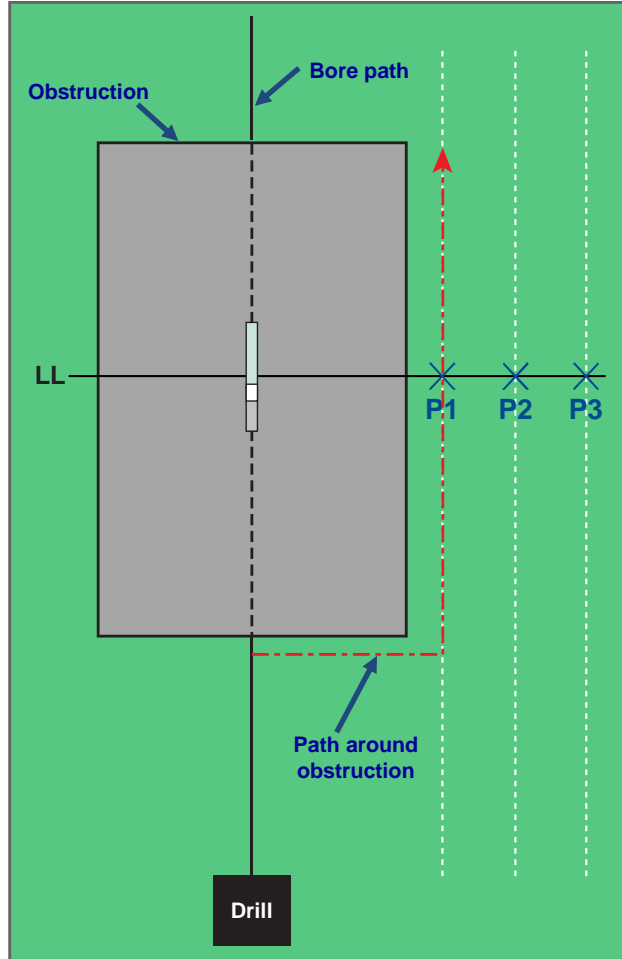 Bore path
Obstruction
LL
P1 P2 P3
Path around
obstruction
Drill